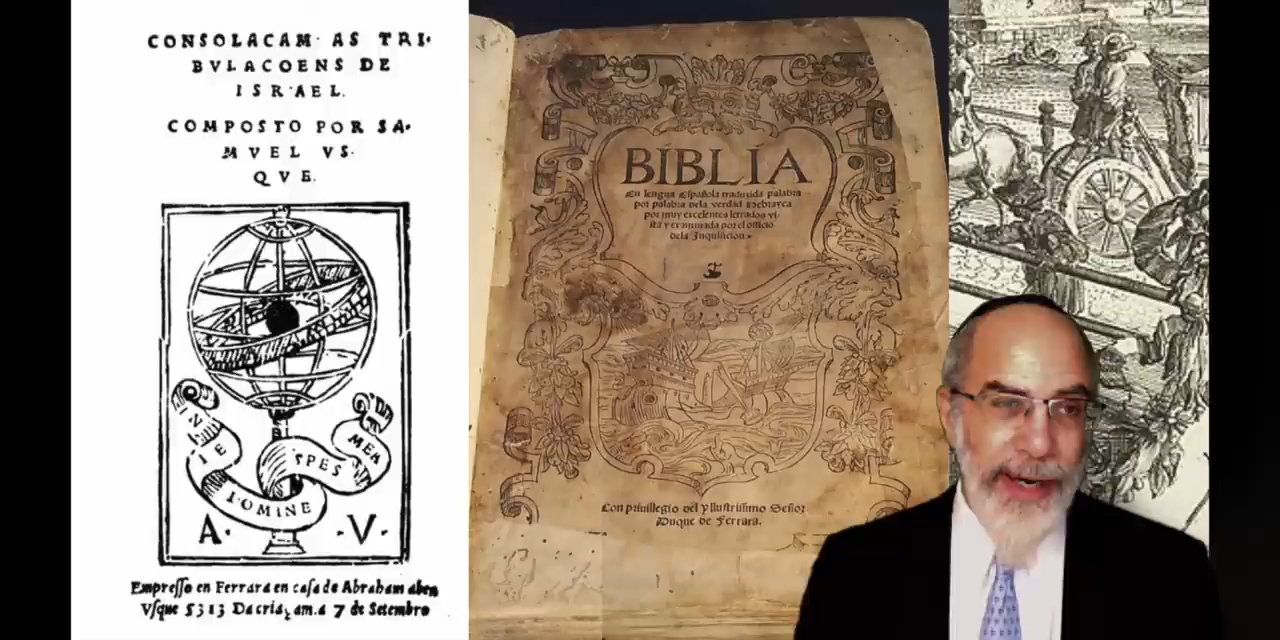 CONSOLACAM· AS TRI·
BVLACOENS DE
ISRAEL.
COMPOSTO POR SA·
MVEL VS·
QVE.
IN TE
DOMINE
SPES
MEA
A· ·V·
Empresso en Ferrara en casa de Abraham aben
Vsque 5313 Da criaçam.a 7 de Setembro
BIBLIA
En lengua Española traduzida palabra
por palabra dela verdad Hebrayca
por muy excelentes letrados vi-
sta y examinada por el officio
dela Inquisicion.
Con priuillegio del yllustrissimo Señor
Duque de Ferrara.